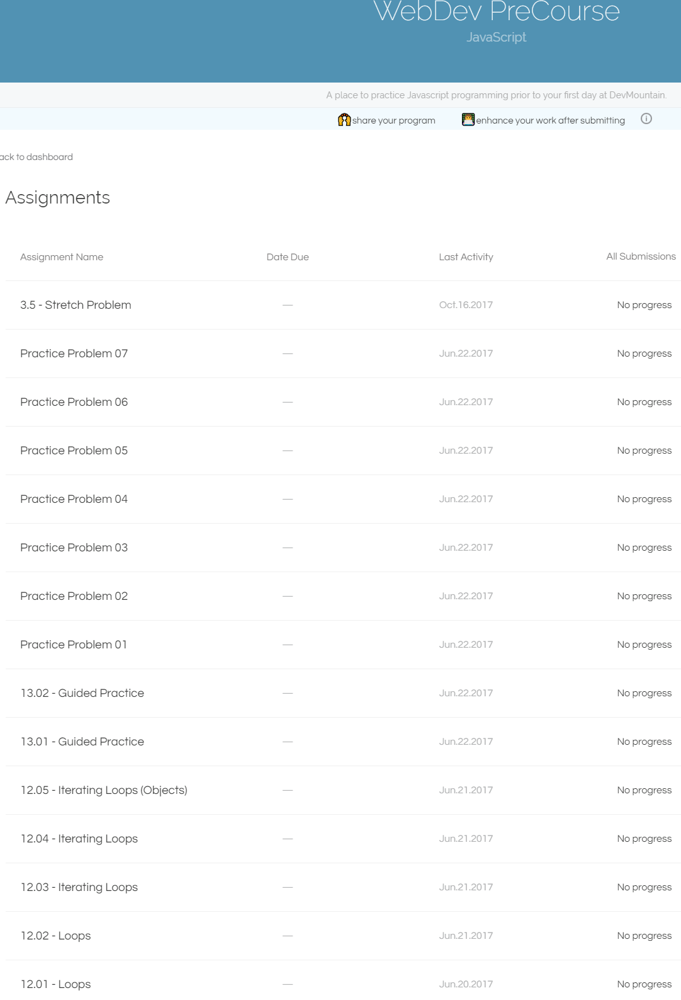 WebDev PreCourse
JavaScript
A place to practice Javascript programming prior to your first day at DevMountain.
share your program enhance your work after submitting
ack to dashboard
Assignments
Assignment Name Date Due Last Activity All Submissions
3.5 - Stretch Problem — Oct.16.2017 No progress
Practice Problem 07 — Jun.22.2017 No progress
Practice Problem 06 — Jun.22.2017 No progress
Practice Problem 05 — Jun.22.2017 No progress
Practice Problem 04 — Jun.22.2017 No progress
Practice Problem 03 — Jun.22.2017 No progress
Practice Problem 02 — Jun.22.2017 No progress
Practice Problem 01 — Jun.22.2017 No progress
13.02 - Guided Practice — Jun.22.2017 No progress
13.01 - Guided Practice — Jun.22.2017 No progress
12.05 - Iterating Loops (Objects) — Jun.21.2017 No progress
12.04 - Iterating Loops — Jun.21.2017 No progress
12.03 - Iterating Loops — Jun.21.2017 No progress
12.02 - Loops — Jun.21.2017 No progress
12.01 - Loops — Jun.20.2017 No progress